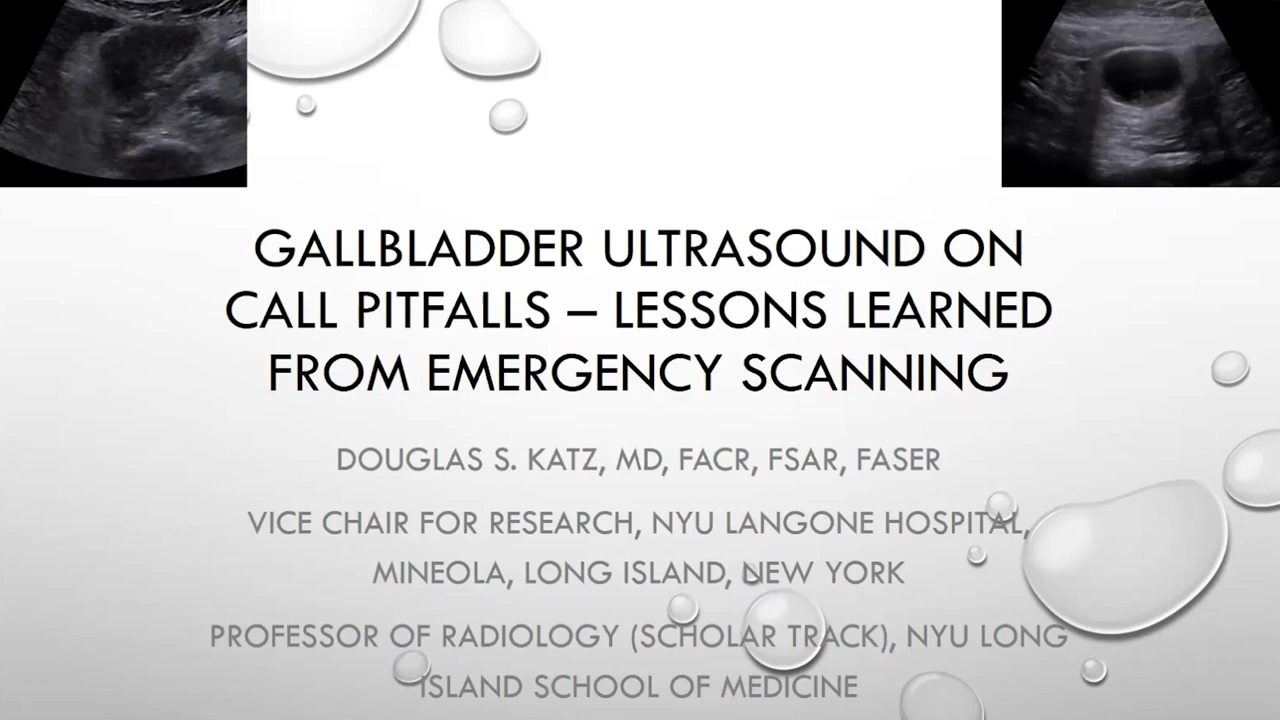 GALLBLADDER ULTRASOUND ON
CALL PITFALLS – LESSONS LEARNED
FROM EMERGENCY SCANNING
DOUGLAS S. KATZ, MD, FACR, FSAR, FASER
VICE CHAIR FOR RESEARCH, NYU LANGONE HOSPITAL,
MINEOLA, LONG ISLAND, NEW YORK
PROFESSOR OF RADIOLOGY (SCHOLAR TRACK), NYU LONG
ISLAND SCHOOL OF MEDICINE